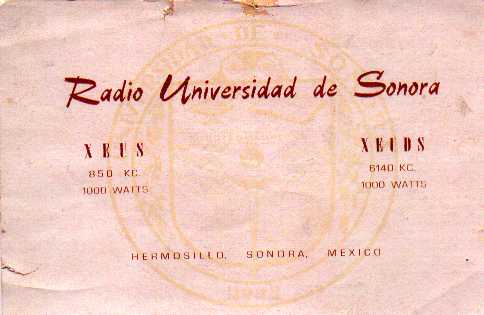 Radio Universidad de Sonora
XEUS
850 KC.
1000 WATTS
XEUDS
6140 KC.
1000 WATTS
HERMOSILLO, SONORA, MEXICO